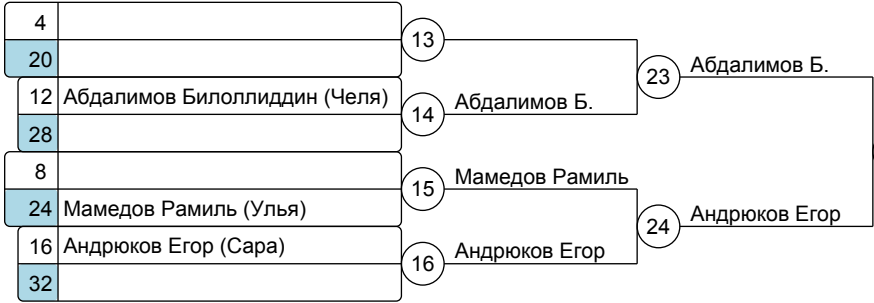 4
13
20
23 Абдалимов Б.
12 Абдалимов Билоллиддин (Челя)
14 Абдалимов Б.
28
8
15 Мамедов Рамиль
24 Мамедов Рамиль (Улья)
24 Андрюков Егор
16 Андрюков Егор (Сара)
16 Андрюков Егор
32